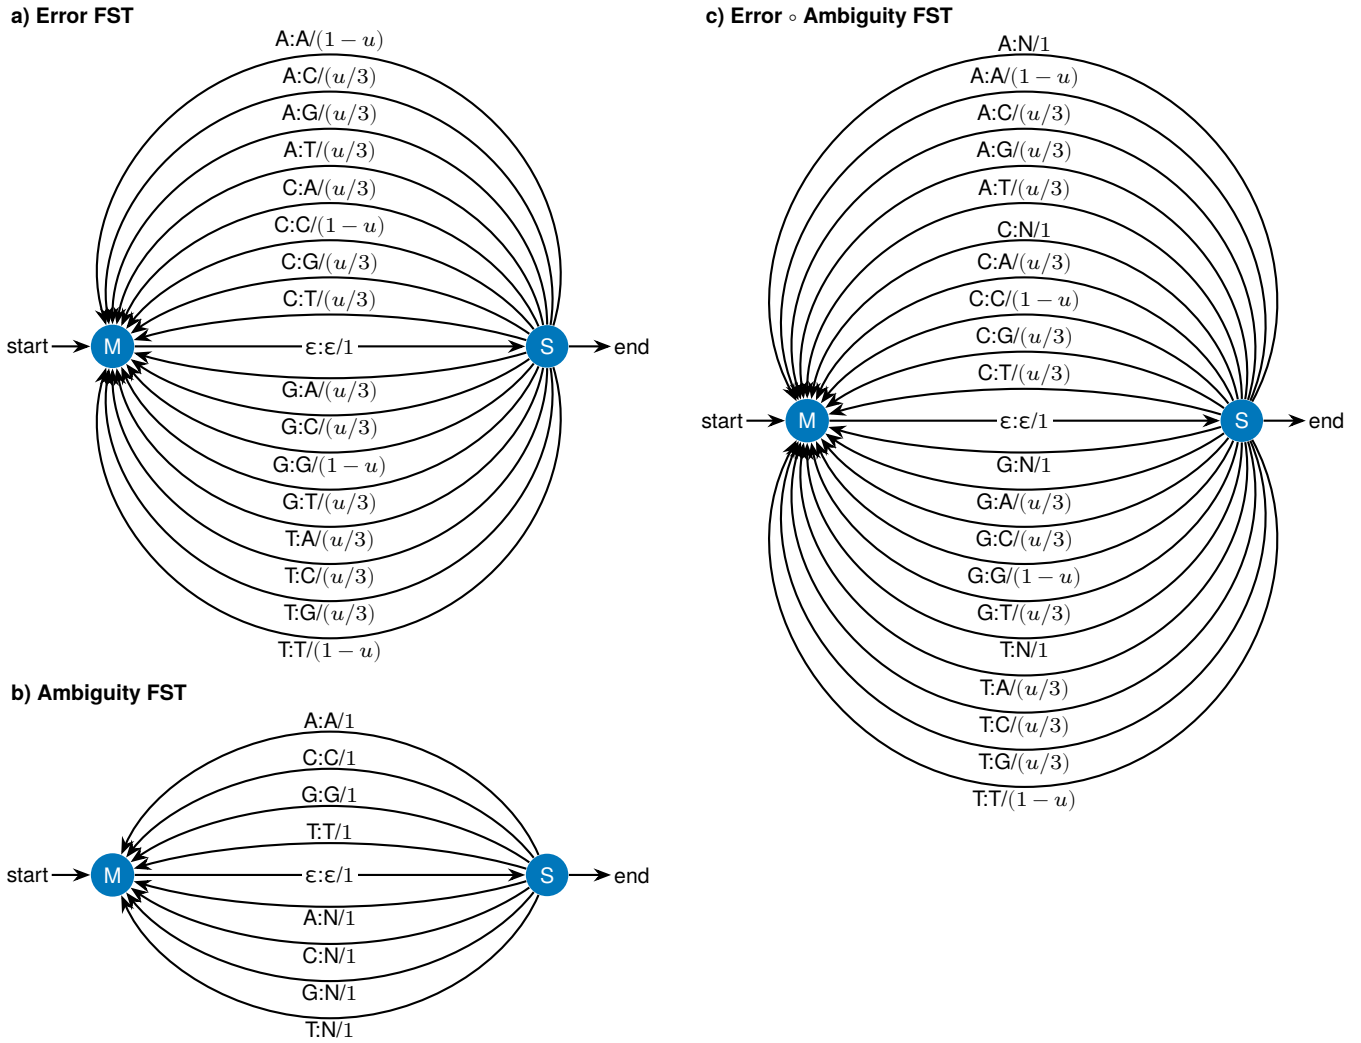 a) Error FST
A:A/(1 − u)
A:C/(u/3)
A:G/(u/3)
A:T/(u/3)
C:A/(u/3)
C:C/(1 − u)
C:G/(u/3)
C:T/(u/3)
start
M
ε:ε/1
S
end
G:A/(u/3)
G:C/(u/3)
G:G/(1 − u)
G:T/(u/3)
T:A/(u/3)
T:C/(u/3)
T:G/(u/3)
T:T/(1 − u)
b) Ambiguity FST
A:A/1
C:C/1
G:G/1
T:T/1
start
M
ε:ε/1
S
end
A:N/1
C:N/1
G:N/1
T:N/1
c) Error ∘ Ambiguity FST
A:N/1
A:A/(1 − u)
A:C/(u/3)
A:G/(u/3)
A:T/(u/3)
C:N/1
C:A/(u/3)
C:C/(1 − u)
C:G/(u/3)
C:T/(u/3)
start
M
ε:ε/1
S
end
G:N/1
G:A/(u/3)
G:C/(u/3)
G:G/(1 − u)
G:T/(u/3)
T:N/1
T:A/(u/3)
T:C/(u/3)
T:G/(u/3)
T:T/(1 − u)